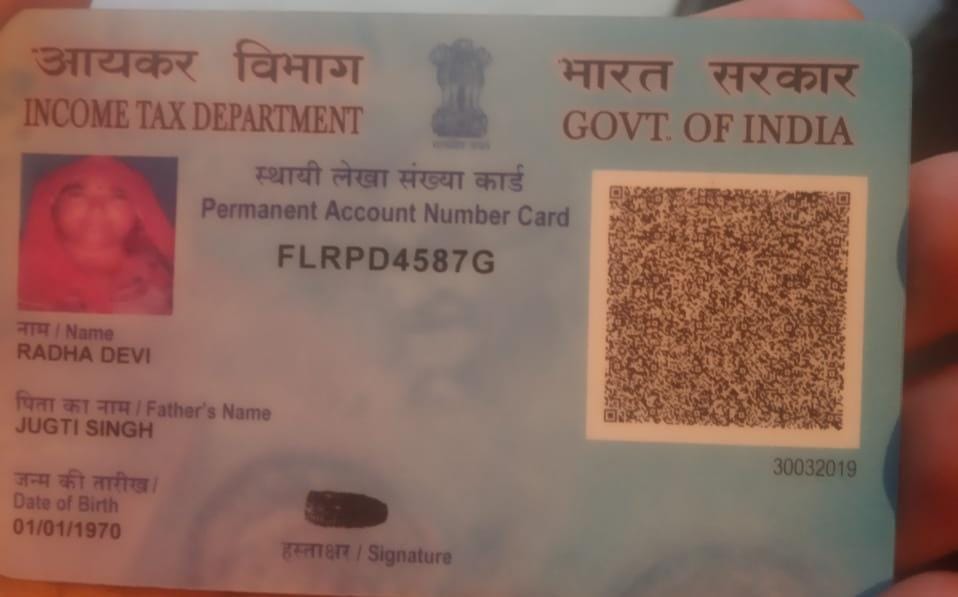 आयकर विभाग
INCOME TAX DEPARTMENT
भारत सरकार
GOVT. OF INDIA
स्थायी लेखा संख्या कार्ड
Permanent Account Number Card
FLRPD4587G
नाम / Name
RADHA DEVI
पिता का नाम / Father's Name
JUGTI SINGH
जन्म की तारीख/
Date of Birth
01/01/1970
हस्ताक्षर / Signature
30032019